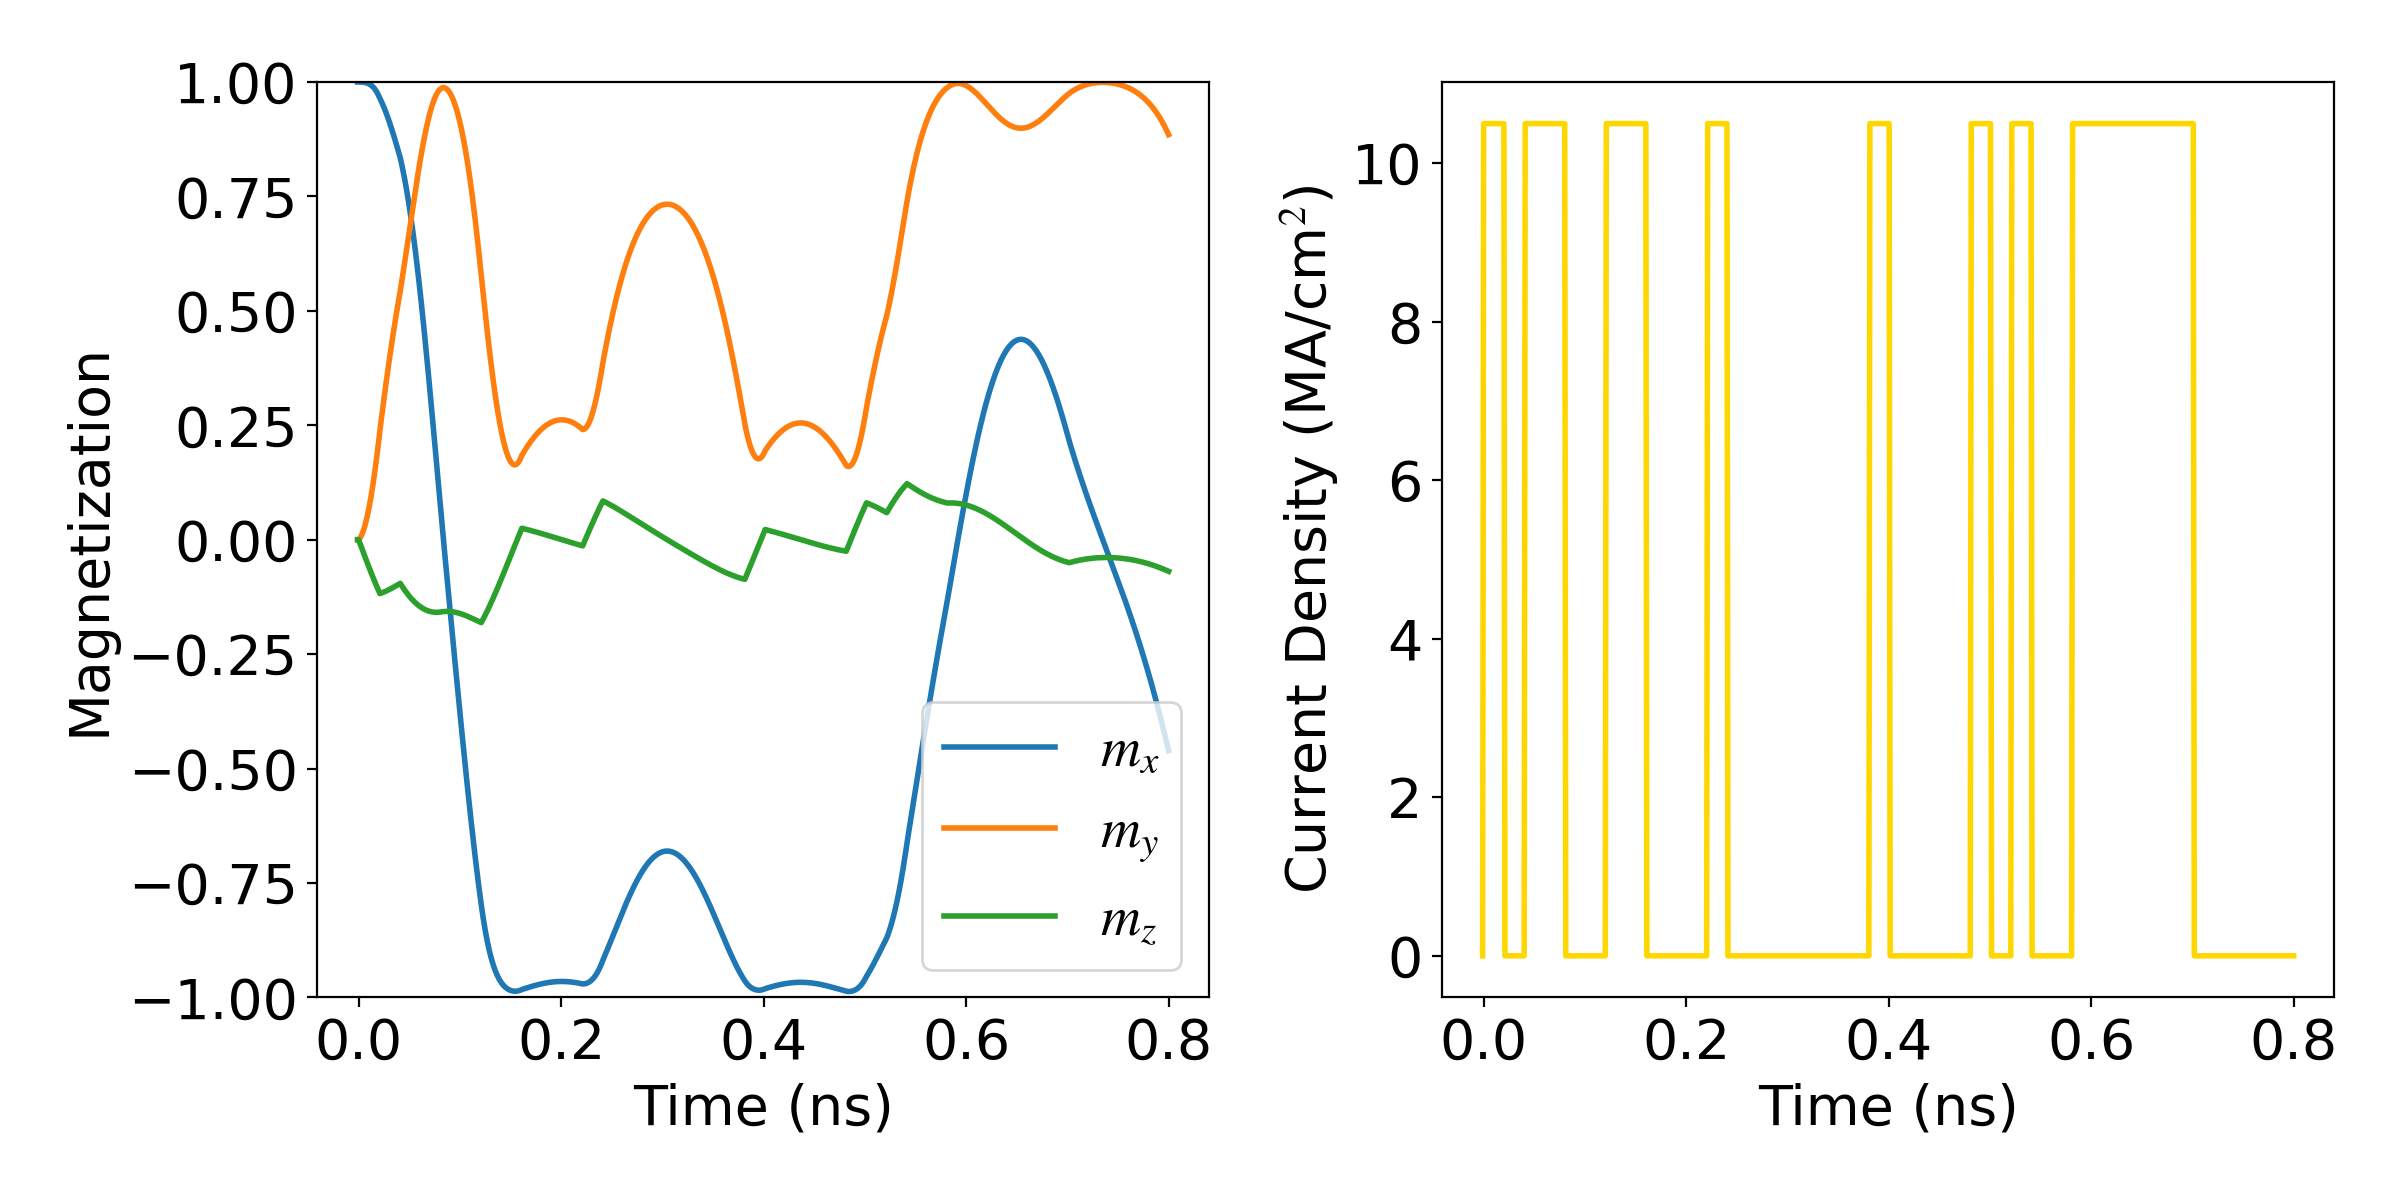 Magnetization
1.00
0.75
0.50
0.25
0.00
−0.25
−0.50
−0.75
−1.00
0.0 0.2 0.4 0.6 0.8
Time (ns)
m_x
m_y
m_z
Current Density (MA/cm²)
10
8
6
4
2
0
0.0 0.2 0.4 0.6 0.8
Time (ns)